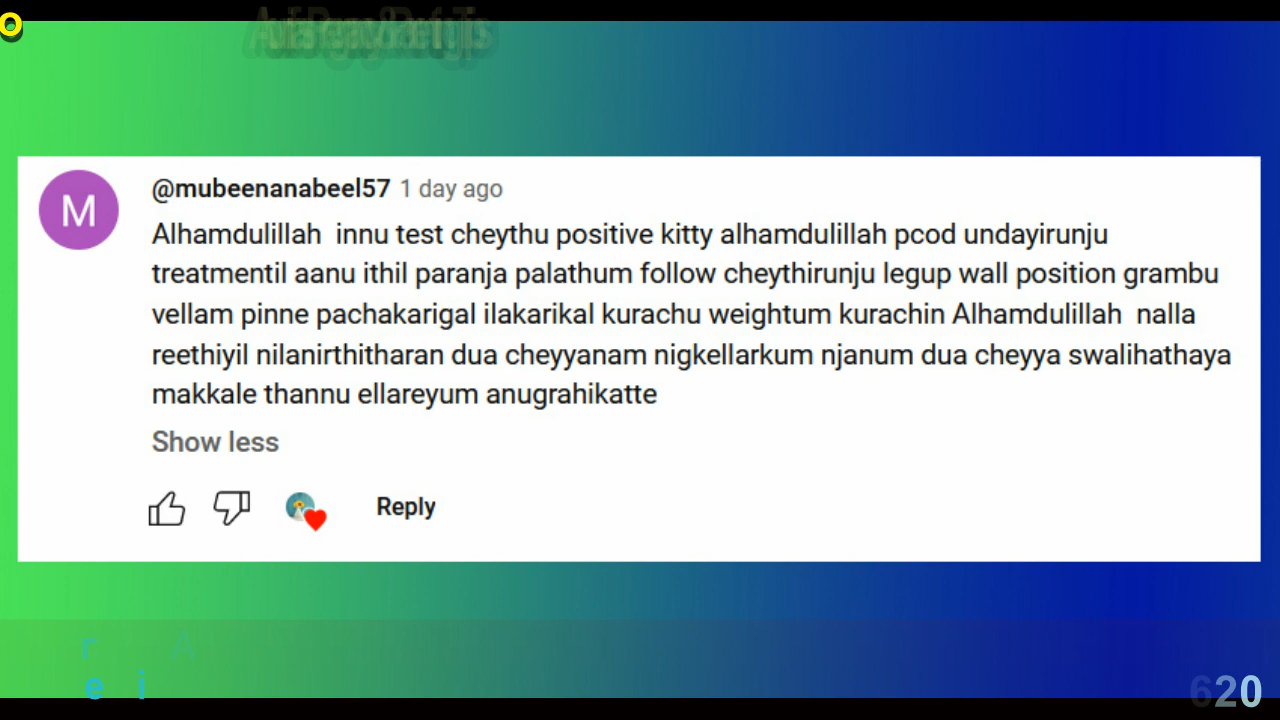 @mubeenanabeel57 1 day ago
Alhamdulillah innu test cheythu positive kitty alhamdulillah pcod undayirunju
treatmentil aanu ithil paranja palathum follow cheythirunju legup wall position grambu
vellam pinne pachakarigal ilakarikal kurachu weightum kurachin Alhamdulillah nalla
reethiyil nilanirthitharan dua cheyyanam nigkellarkum njanum dua cheyya swalihathaya
makkale thannu ellareyum anugrahikatte
Show less
Reply
620